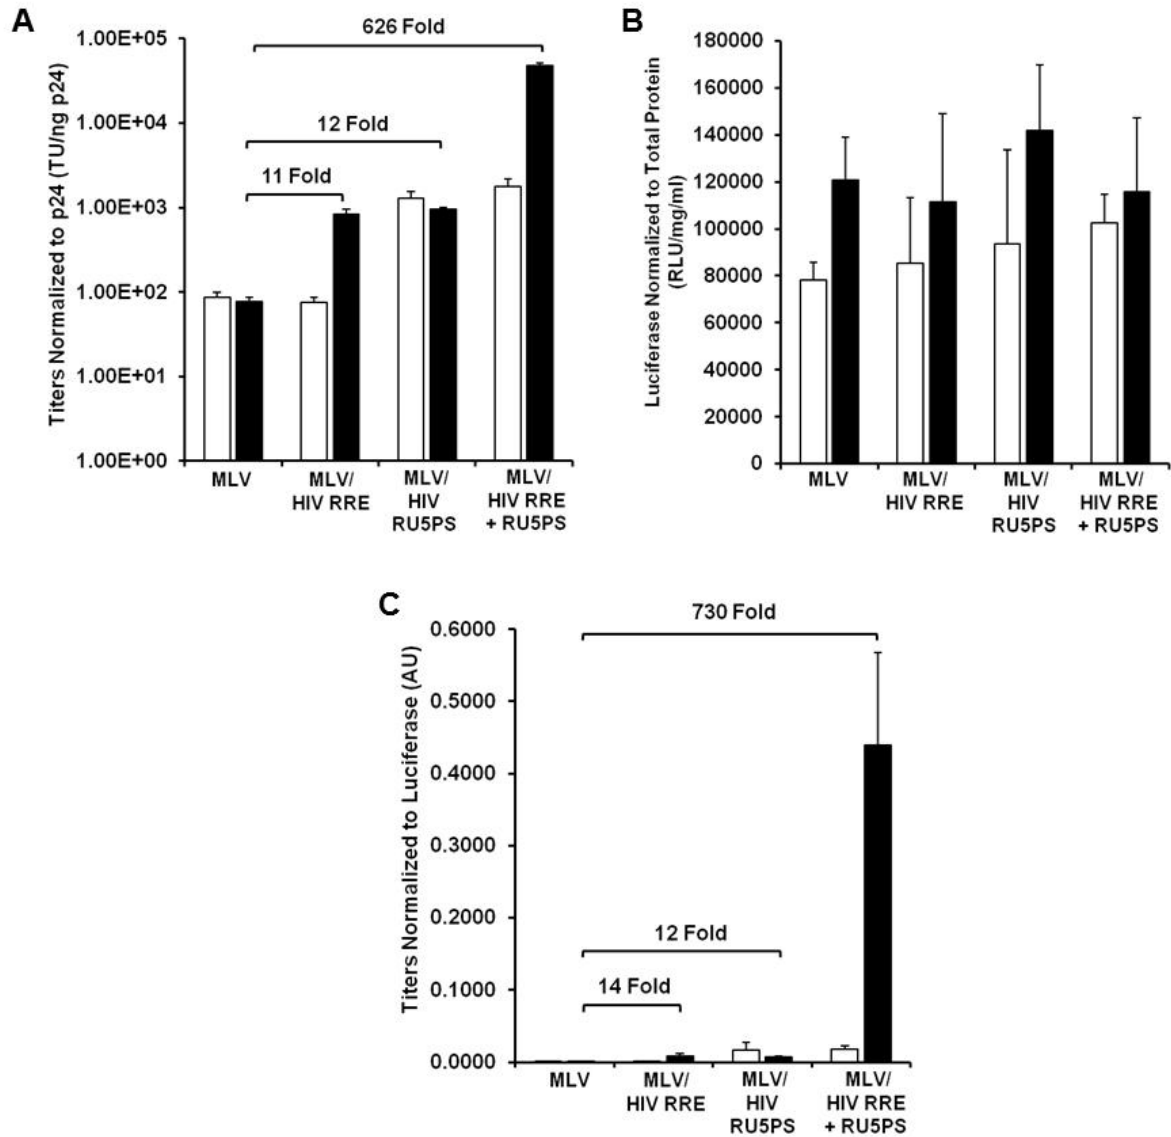 A
626 Fold
12 Fold
11 Fold
Titers Normalized to p24 (TU/ng p24)
1.00E+05
1.00E+04
1.00E+03
1.00E+02
1.00E+01
1.00E+00
MLV
MLV/
HIV RRE
MLV/
HIV
RU5PS
MLV/
HIV RRE
+ RU5PS
B
Luciferase Normalized to Total Protein
(RLU/mg/ml)
180000
160000
140000
120000
100000
80000
60000
40000
20000
0
MLV
MLV/
HIV RRE
MLV/
HIV
RU5PS
MLV/
HIV RRE
+ RU5PS
C
730 Fold
12 Fold
14 Fold
Titers Normalized to Luciferase (AU)
0.6000
0.5000
0.4000
0.3000
0.2000
0.1000
0.0000
MLV
MLV/
HIV RRE
MLV/
HIV
RU5PS
MLV/
HIV RRE
+ RU5PS